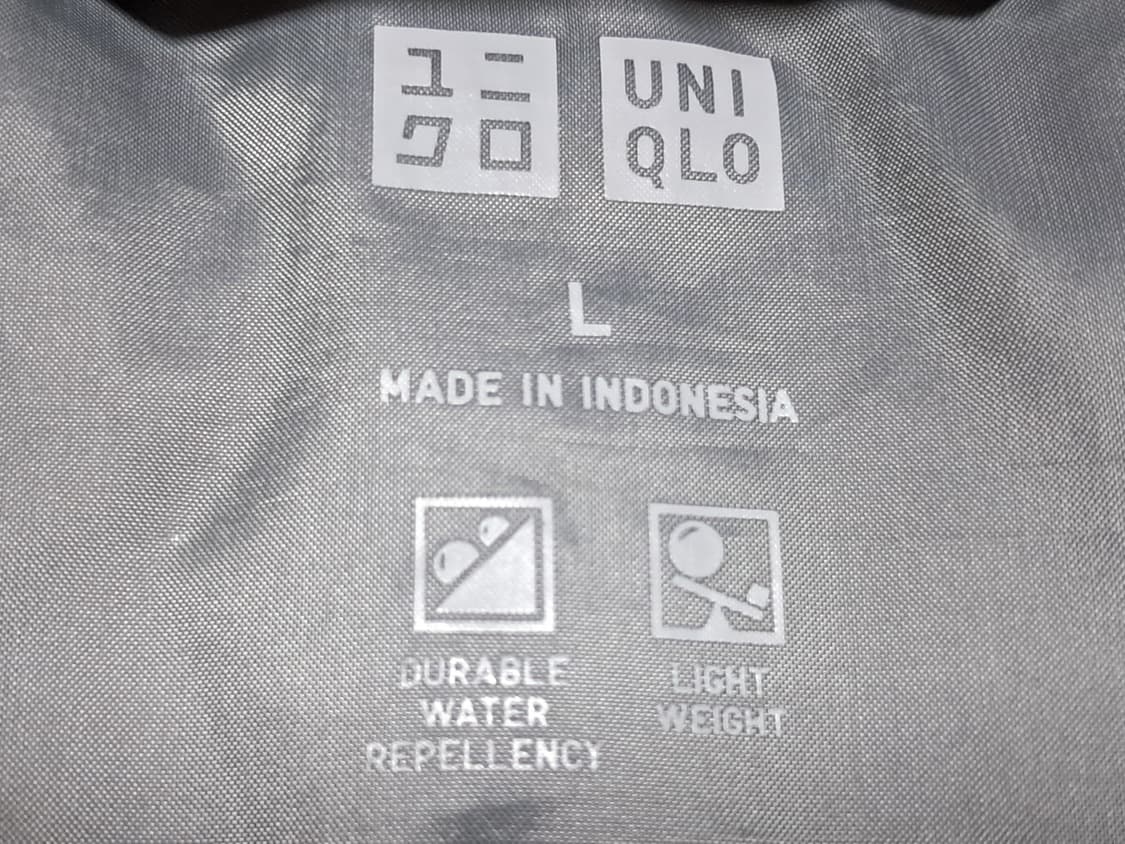 ユニ
クロ
UNI
QLO
L
MADE IN INDONESIA
DURABLE
WATER
REPELLENCY
LIGHT
WEIGHT